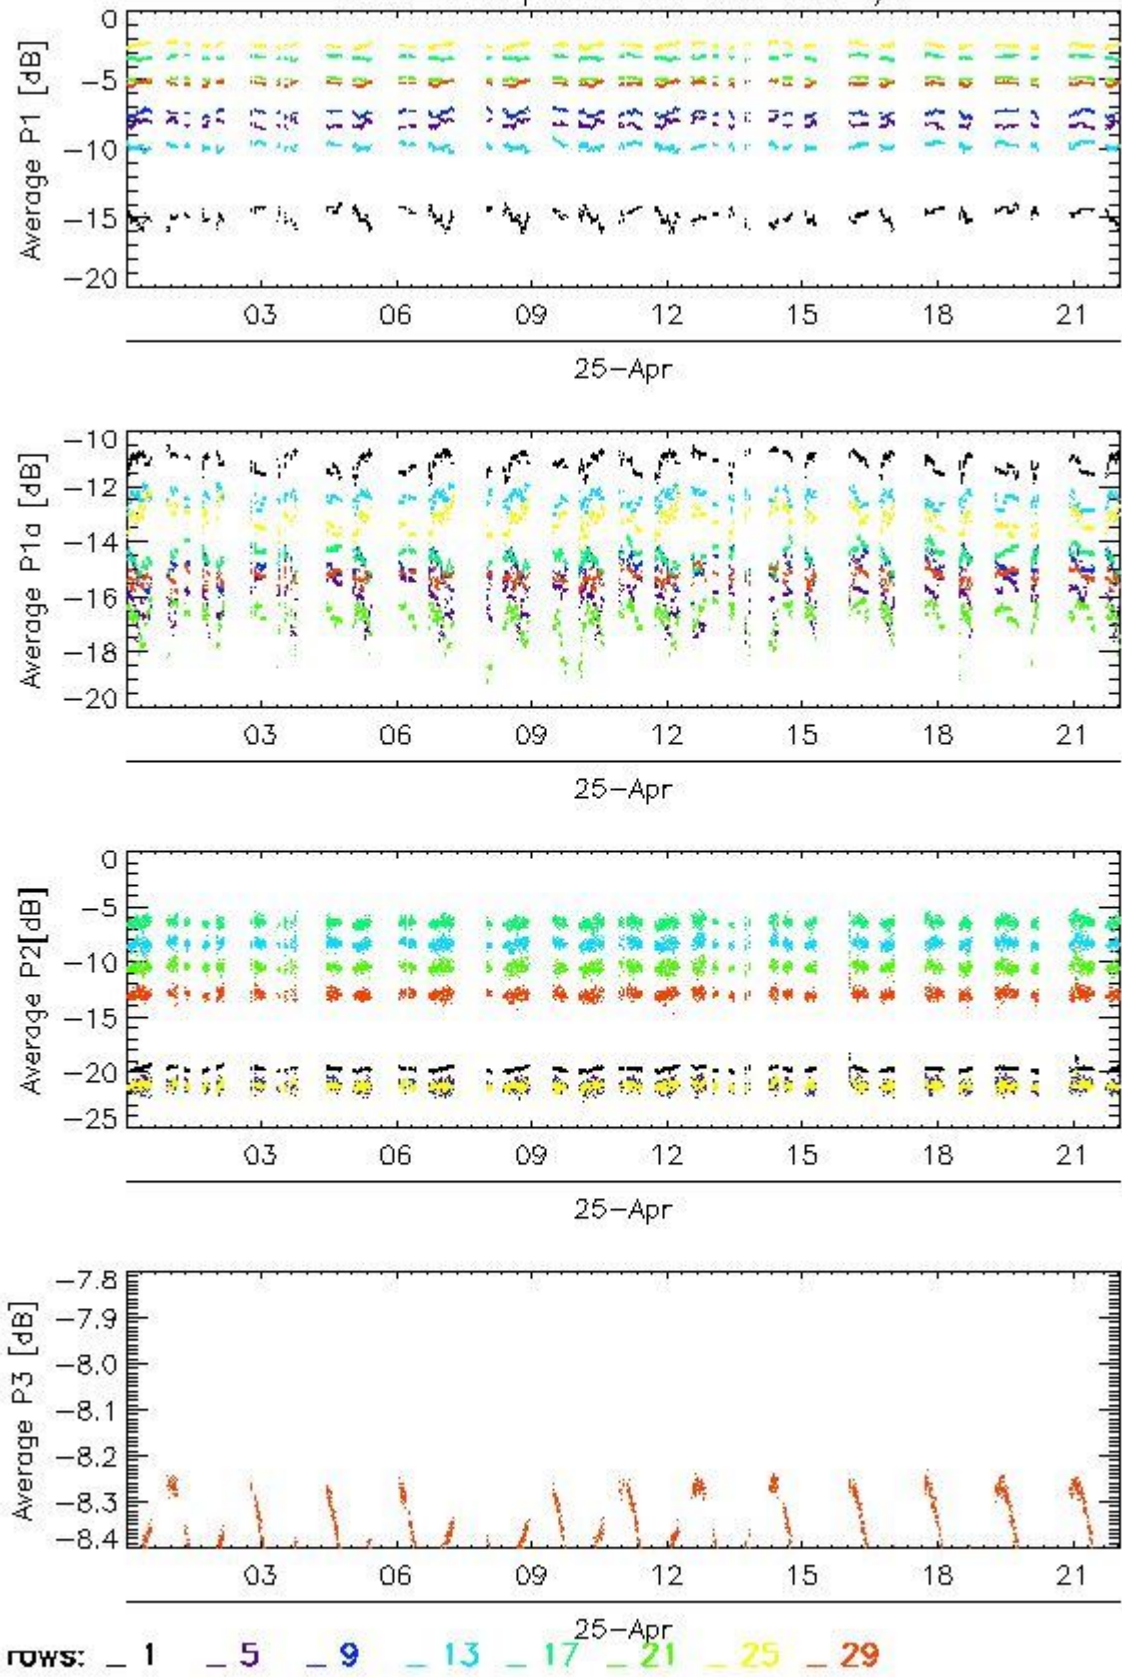 Average P1 [dB]
0
−5
−10
−15
−20
03 06 09 12 15 18 21
25−Apr
Average P1a [dB]
−10
−12
−14
−16
−18
−20
03 06 09 12 15 18 21
25−Apr
Average P2[dB]
0
−5
−10
−15
−20
−25
03 06 09 12 15 18 21
25−Apr
Average P3 [dB]
−7.8
−7.9
−8.0
−8.1
−8.2
−8.3
−8.4
03 06 09 12 15 18 21
25−Apr
rows: _ 1 _ 5 _ 9 _ 13 _ 17 _ 21 _ 25 _ 29